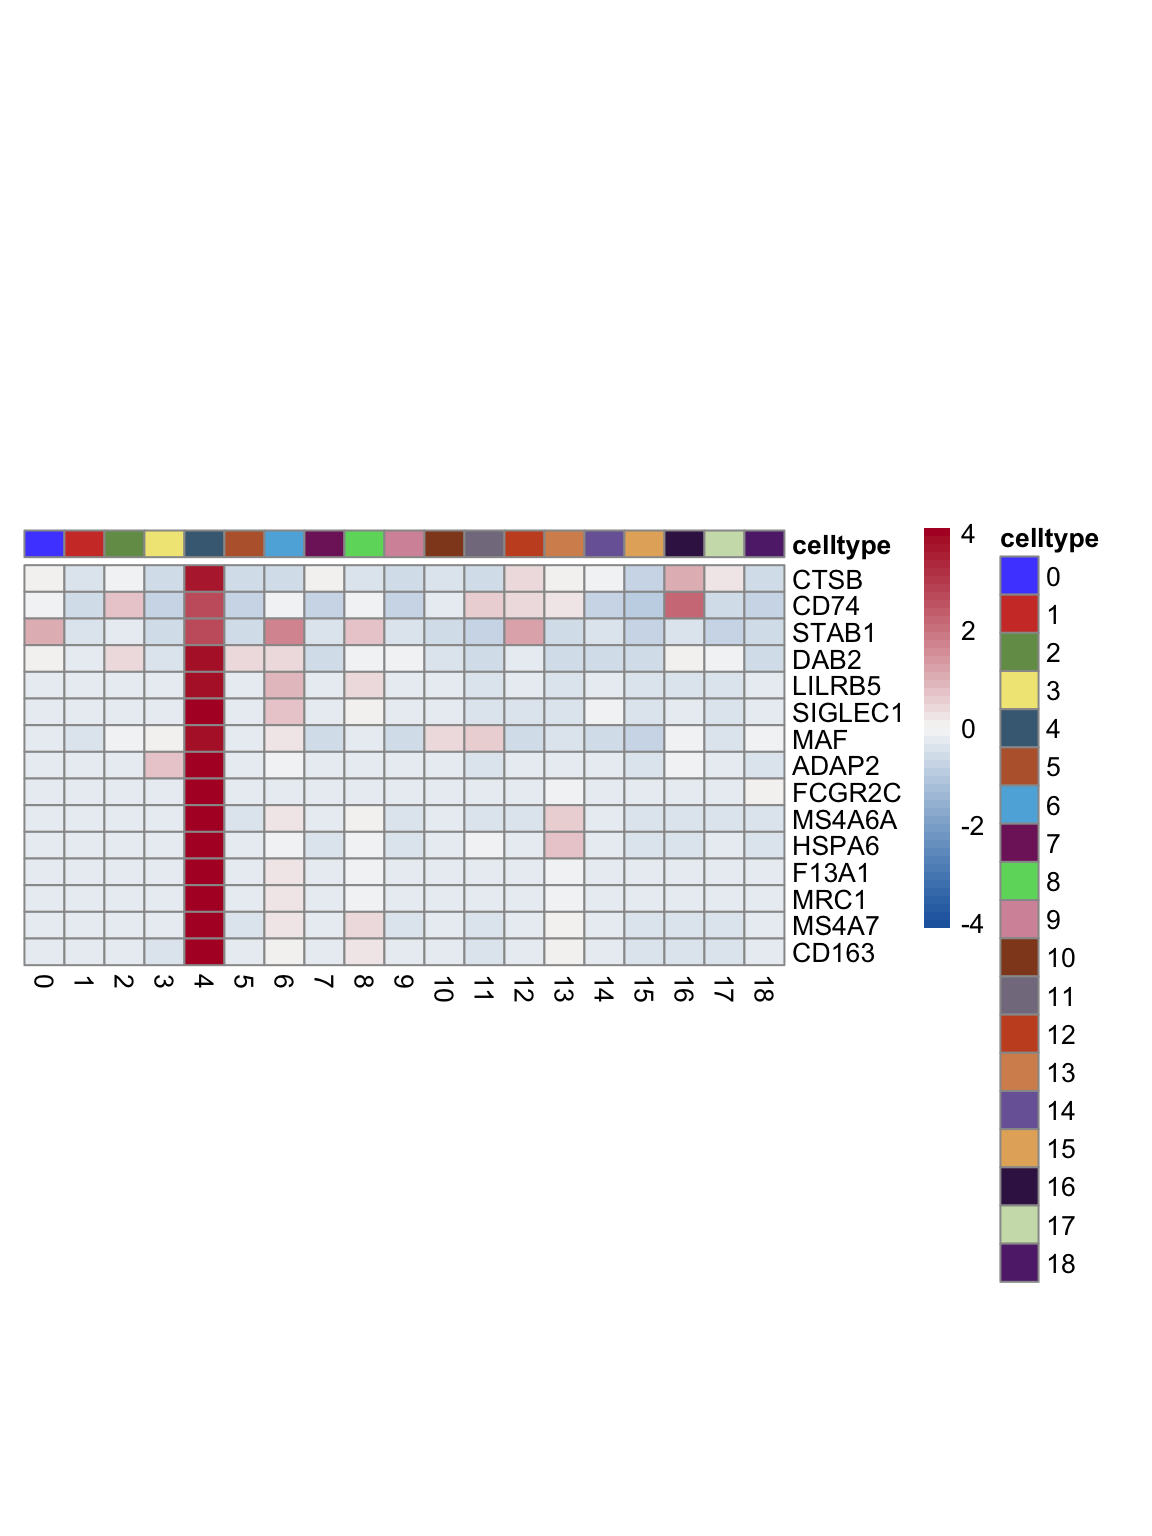 celltype
CTSB
CD74
STAB1
DAB2
LILRB5
SIGLEC1
MAF
ADAP2
FCGR2C
MS4A6A
HSPA6
F13A1
MRC1
MS4A7
CD163
0 1 2 3 4 5 6 7 8 9 10 11 12 13 14 15 16 17 18
4
2
0
-2
-4
celltype
0
1
2
3
4
5
6
7
8
9
10
11
12
13
14
15
16
17
18